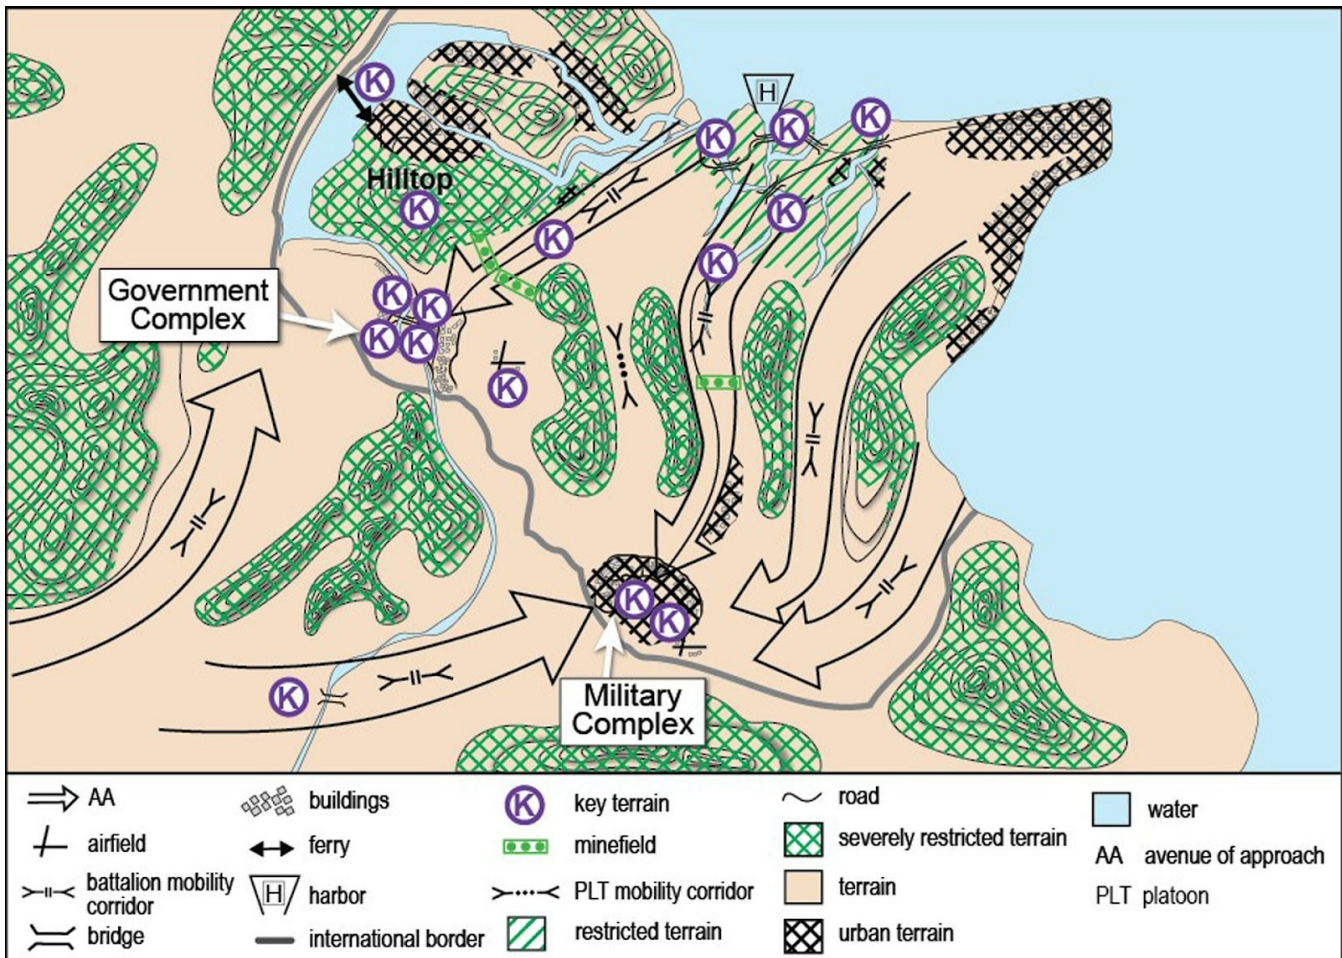 K
H
K
K
K
Hilltop
K
K
K
K
Government
Complex
K
K
K
K
K
K
K
K
Military
Complex
AA
airfield
battalion mobility
corridor
bridge
buildings
ferry
H
harbor
international border
K
key terrain
minefield
PLT mobility corridor
restricted terrain
road
severely restricted terrain
terrain
urban terrain
water
AA avenue of approach
PLT platoon